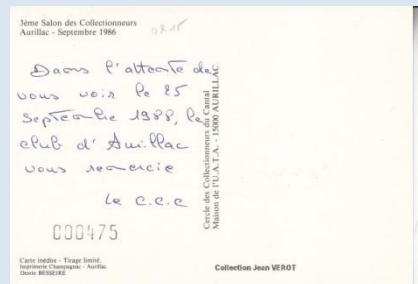 3ème Salon des Collectionneurs
Aurillac - Septembre 1986
Dans l'attente de
vous voir le 25
Septembre 1988, le
club d'Aurillac
vous remercie
Le C.C.C
C00475
Carte inédite - Tirage limité.
Imprimerie Champagnac - Aurillac
Dessin BESSEIRE
Cercle des Collectionneurs du Cantal
Maison de l'U.A.T.A. - 15000 AURILLAC
Collection Jean VEROT